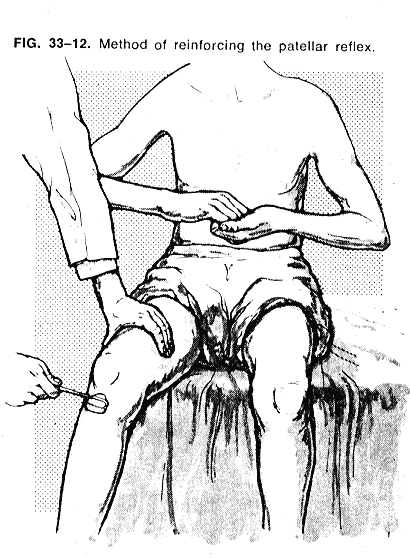 FIG. 33–12. Method of reinforcing the patellar reflex.